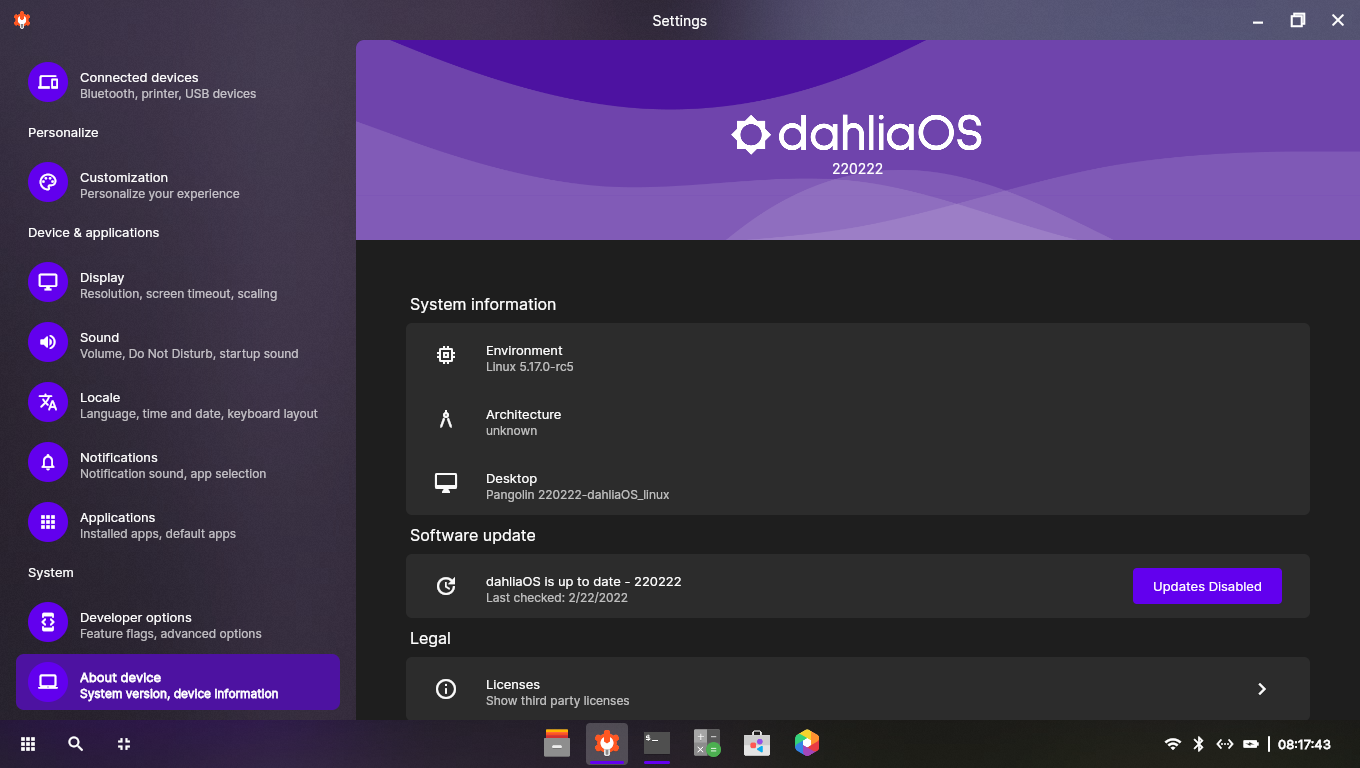 Settings
Connected devices
Bluetooth, printer, USB devices
Personalize
Customization
Personalize your experience
Device & applications
Display
Resolution, screen timeout, scaling
Sound
Volume, Do Not Disturb, startup sound
Locale
Language, time and date, keyboard layout
Notifications
Notification sound, app selection
Applications
Installed apps, default apps
System
Developer options
Feature flags, advanced options
About device
System version, device information
dahliaOS
220222
System information
Environment
Linux 5.17.0-rc5
Architecture
unknown
Desktop
Pangolin 220222-dahliaOS_linux
Software update
dahliaOS is up to date - 220222
Last checked: 2/22/2022
Updates Disabled
Legal
Licenses
Show third party licenses
$_
08:17:43